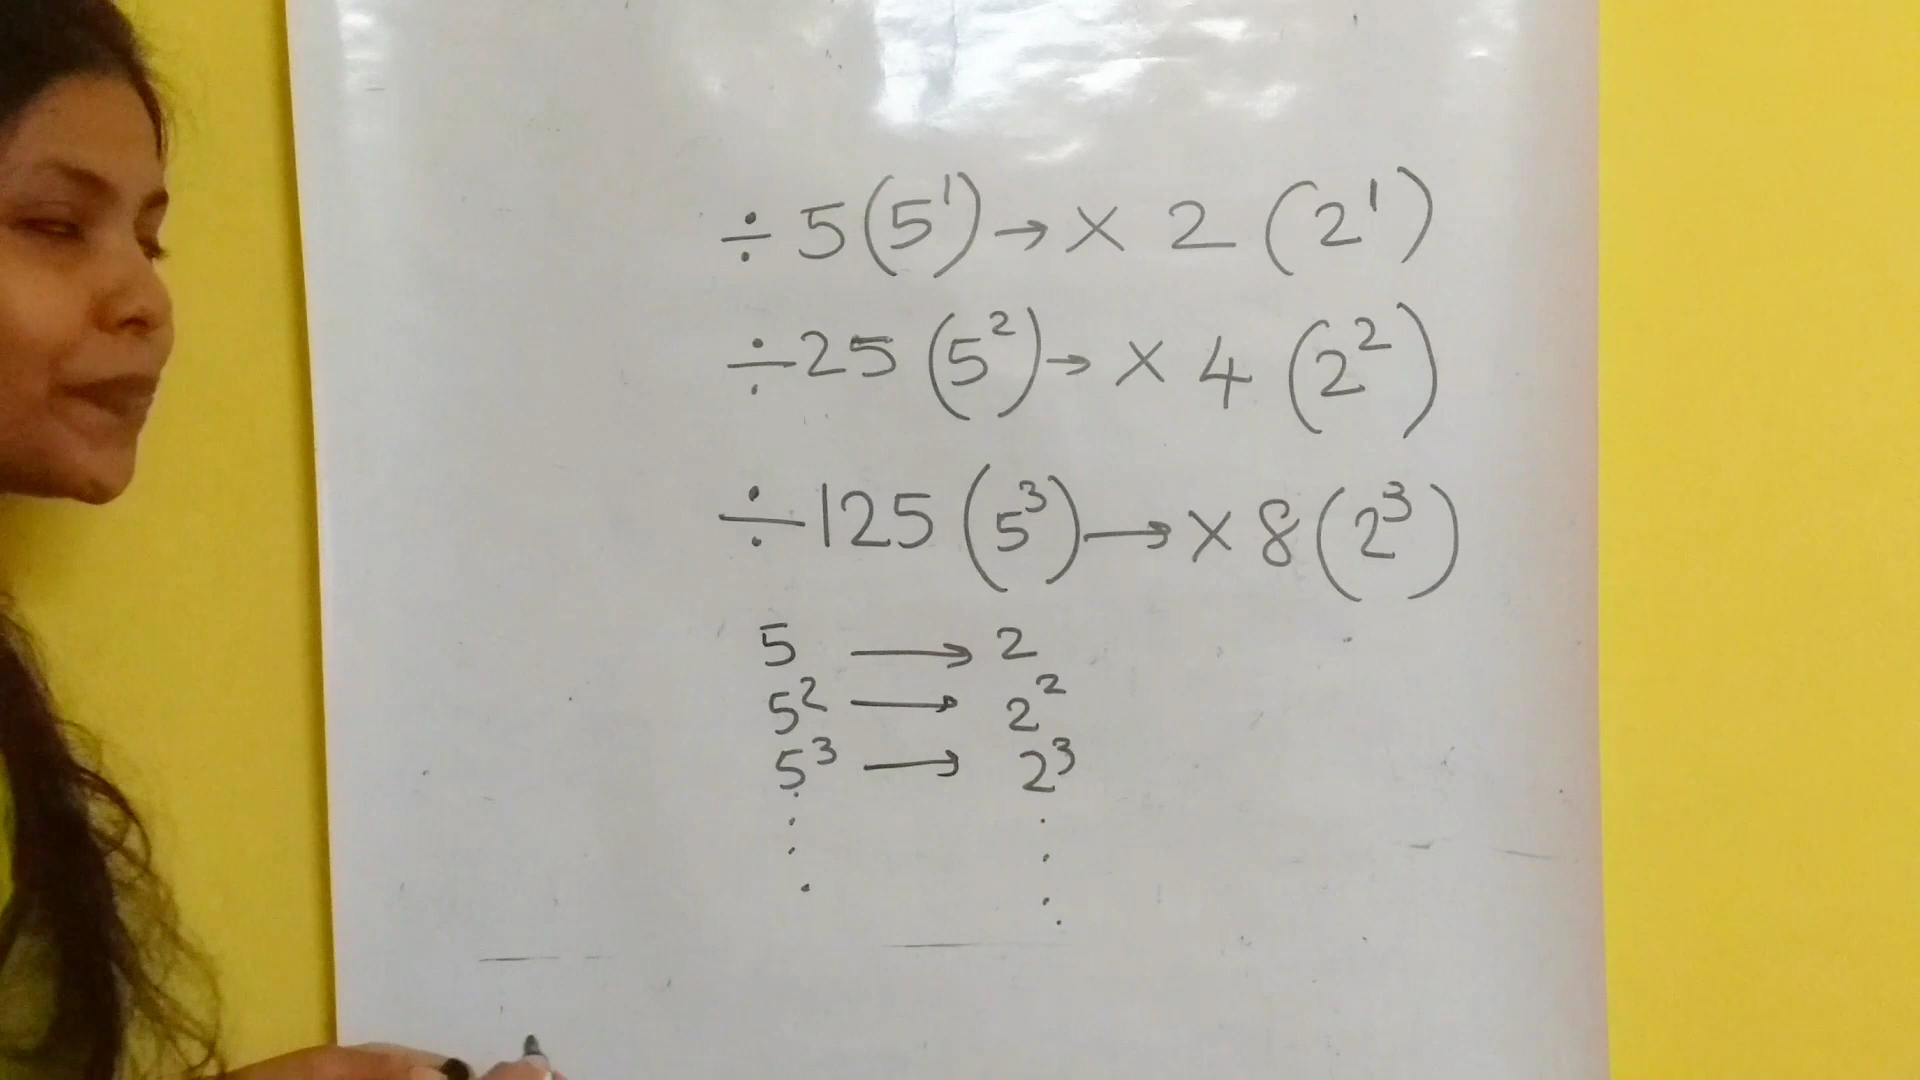 ÷ 5 (5¹) → × 2 (2¹)
÷ 25 (5²) → × 4 (2²)
÷ 125 (5³) → × 8 (2³)
5 → 2
5² → 2²
5³ → 2³